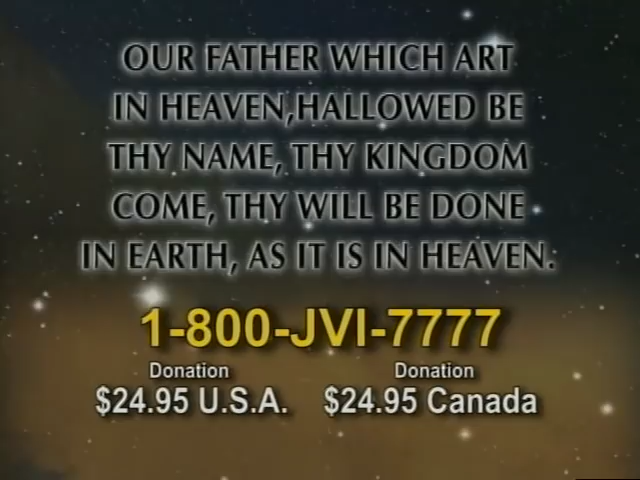 OUR FATHER WHICH ART
IN HEAVEN,HALLOWED BE
THY NAME, THY KINGDOM
COME, THY WILL BE DONE
IN EARTH, AS IT IS IN HEAVEN.
1-800-JVI-7777
Donation Donation
$24.95 U.S.A. $24.95 Canada